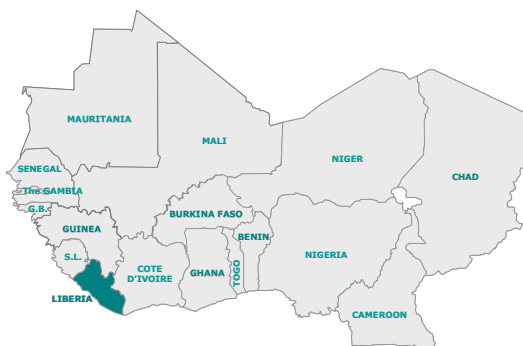 MAURITANIA
MALI
NIGER
CHAD
SENEGAL
The GAMBIA
G.B.
GUINEA
BURKINA FASO
BENIN
S.L.
COTE
D'IVOIRE
GHANA
TOGO
NIGERIA
LIBERIA
CAMEROON